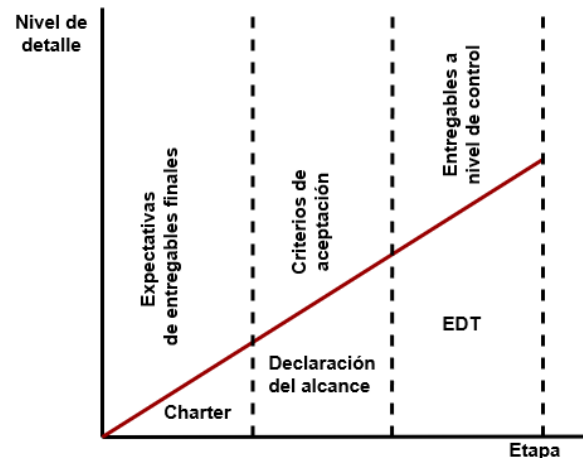 Nivel de
detalle
Expectativas
de entregables finales
Criterios de
aceptación
Entregables a
nivel de control
Charter
Declaración
del alcance
EDT
Etapa